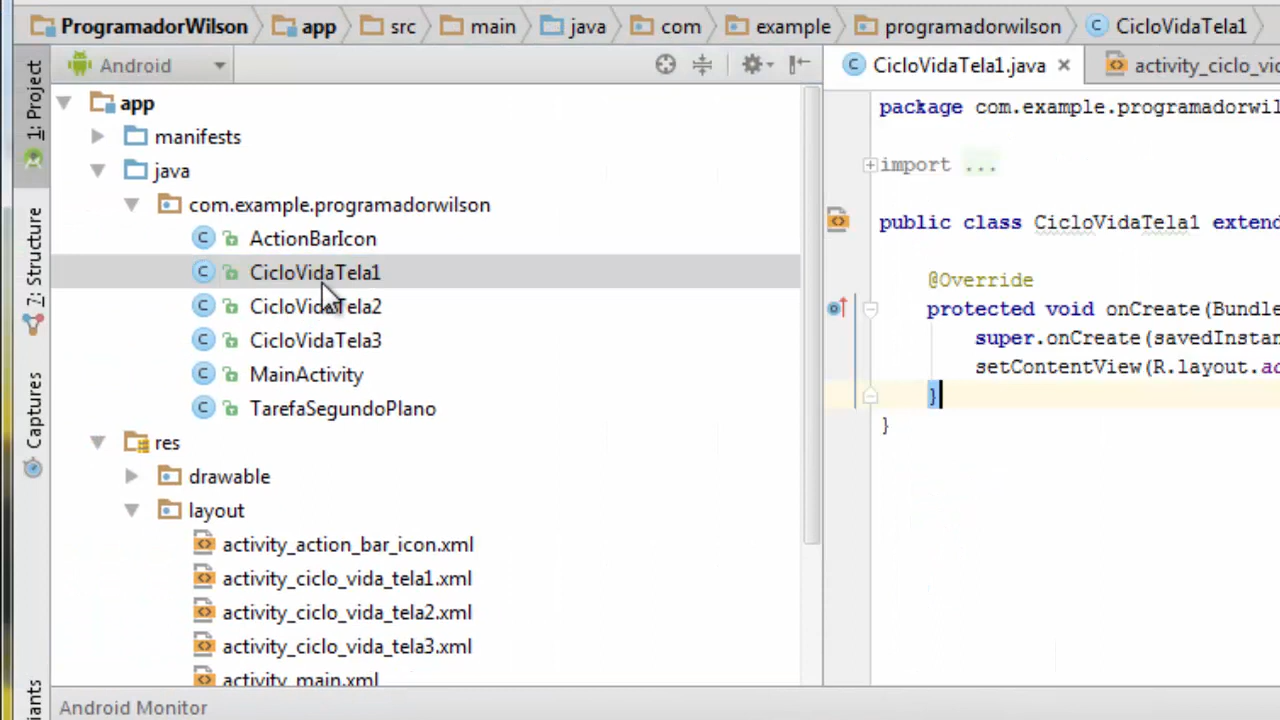 ProgramadorWilson app src main java com example programadorwilson CicloVidaTela1
1: Project
7: Structure
Captures
Android
app
manifests
java
com.example.programadorwilson
ActionBarIcon
CicloVidaTela1
CicloVidaTela2
CicloVidaTela3
MainActivity
TarefaSegundoPlano
res
drawable
layout
activity_action_bar_icon.xml
activity_ciclo_vida_tela1.xml
activity_ciclo_vida_tela2.xml
activity_ciclo_vida_tela3.xml
activity_main.xml
CicloVidaTela1.java activity_ciclo_vid
package com.example.programadorwil
import ...
public class CicloVidaTela1 extend
@Override
protected void onCreate(Bundle
super.onCreate(savedInstan
setContentView(R.layout.ac
}
}
Android Monitor